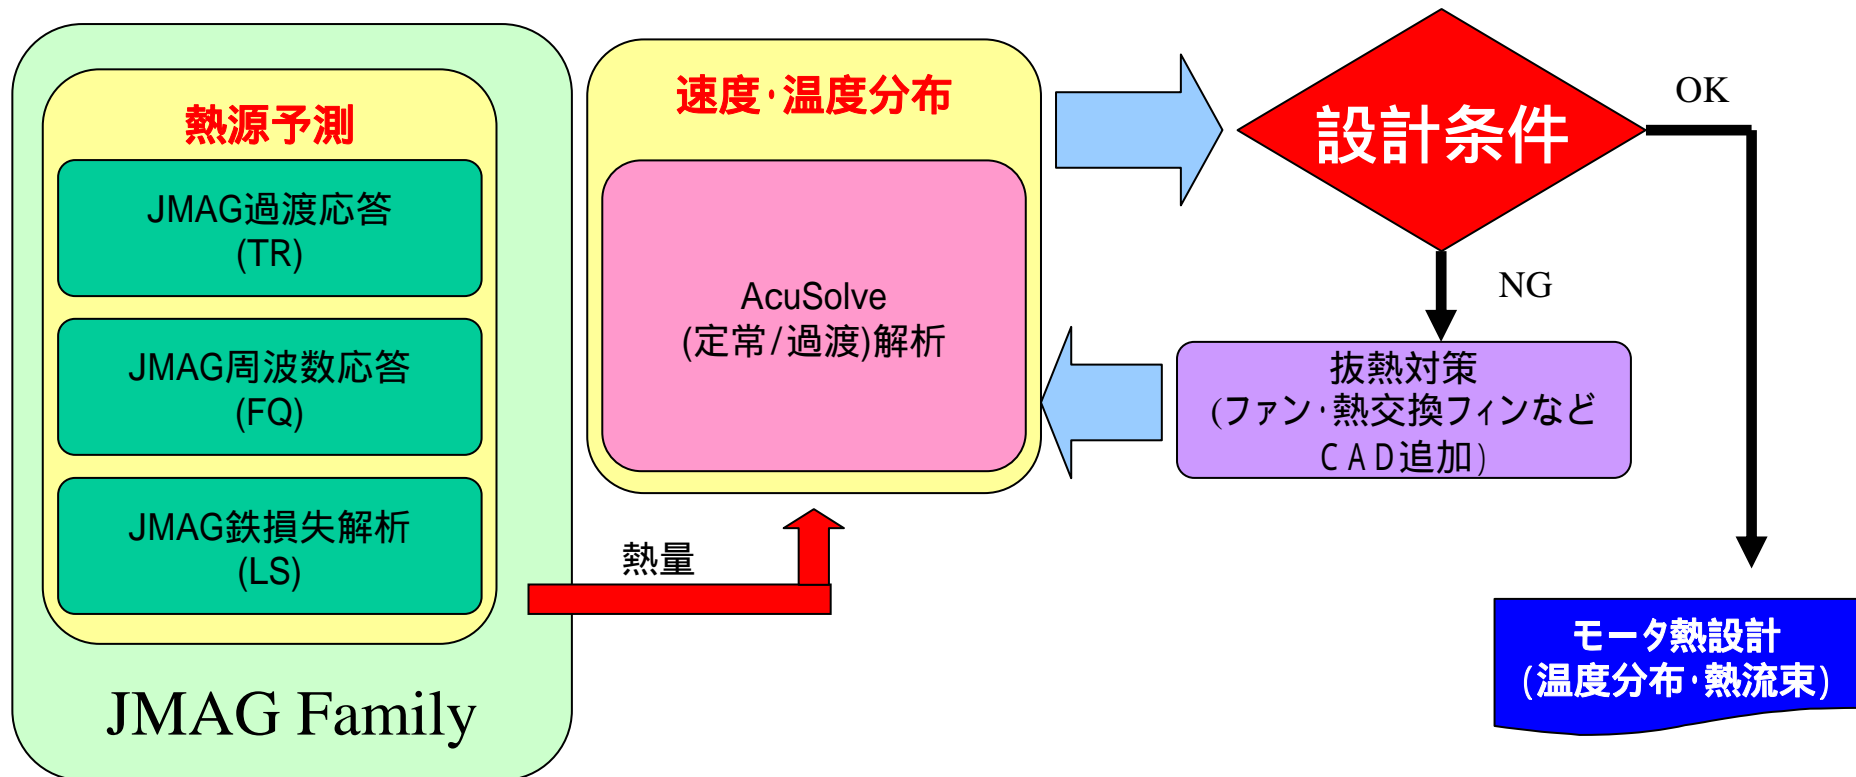 熱源予測
JMAG過渡応答
(TR)
JMAG周波数応答
(FQ)
JMAG鉄損失解析
(LS)
JMAG Family
熱量
速度・温度分布
AcuSolve
(定常/過渡)解析
設計条件
OK
NG
抜熱対策
(ファン・熱交換フィンなど
CAD追加)
モータ熱設計
(温度分布・熱流束)